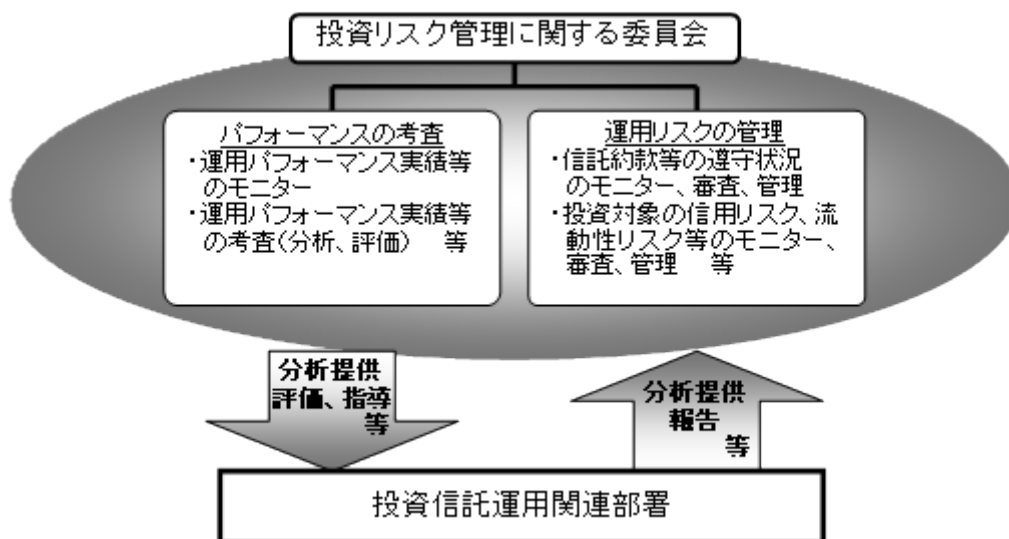 投資リスク管理に関する委員会
パフォーマンスの考査
・運用パフォーマンス実績等
のモニター
・運用パフォーマンス実績等
の考査(分析、評価) 等
運用リスクの管理
・信託約款等の遵守状況
のモニター、審査、管理
・投資対象の信用リスク、流
動性リスク等のモニター、
審査、管理 等
分析提供
評価、指導
等
分析提供
報告
等
投資信託運用関連部署